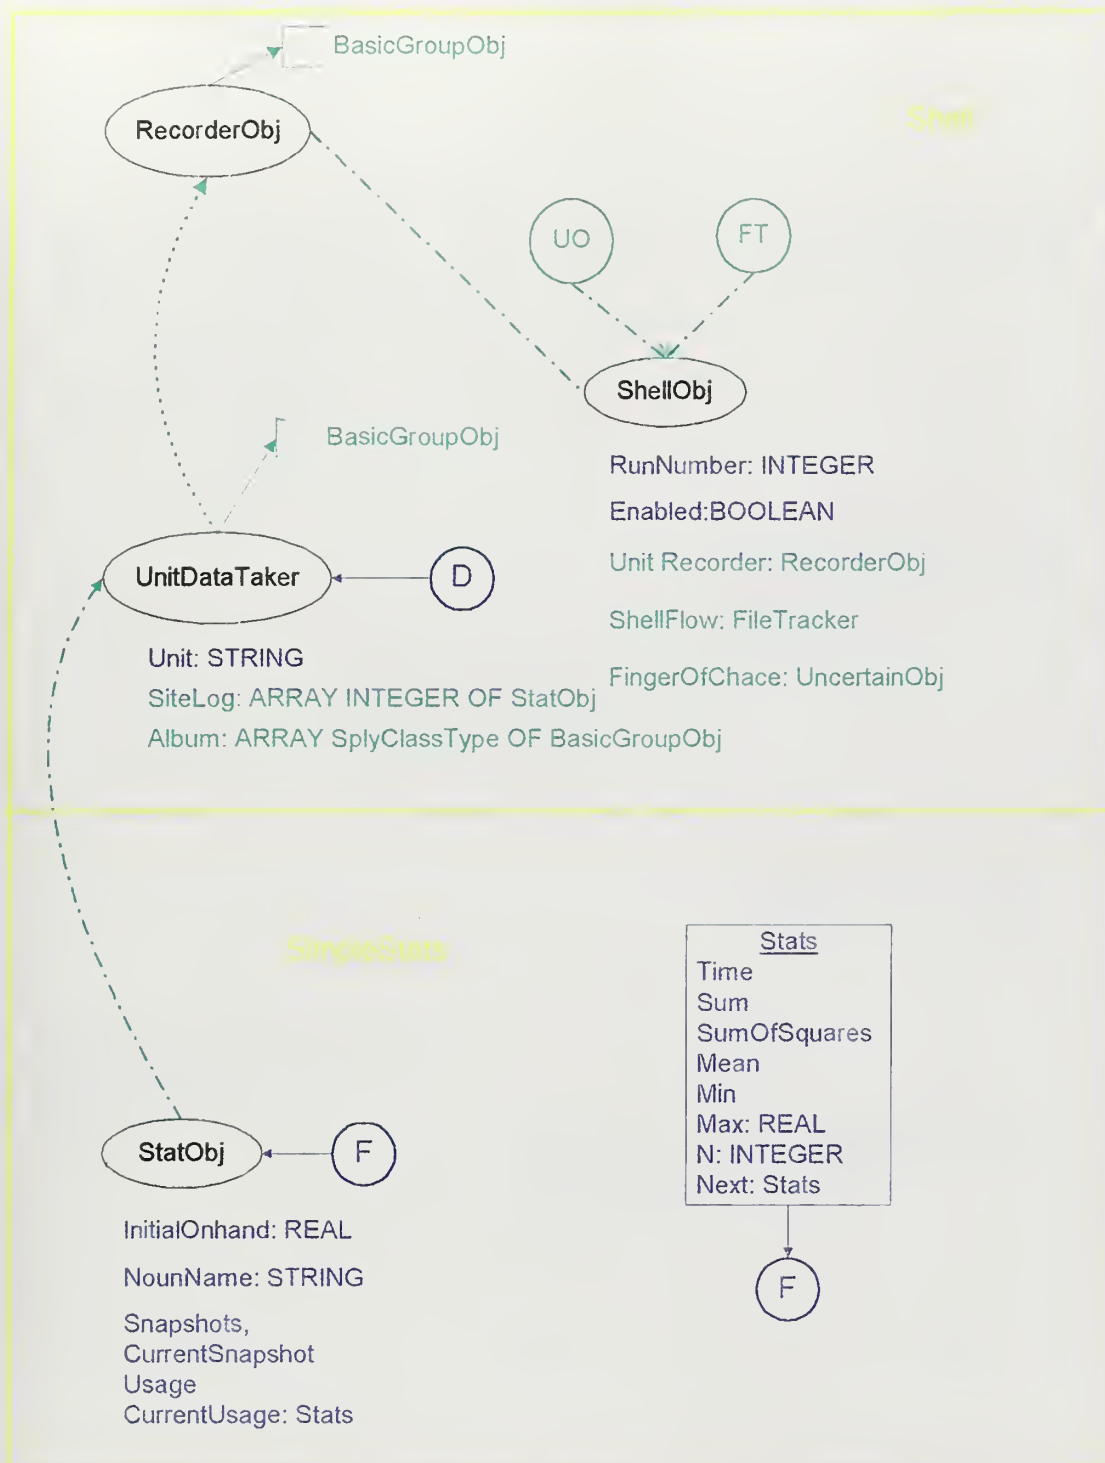 BasicGroupObj
RecorderObj
Shell
UO
FT
ShellObj
BasicGroupObj
RunNumber: INTEGER
Enabled:BOOLEAN
UnitDataTaker
D
Unit Recorder: RecorderObj
ShellFlow: FileTracker
Unit: STRING
FingerOfChace: UncertainObj
SiteLog: ARRAY INTEGER OF StatObj
Album: ARRAY SplyClassType OF BasicGroupObj
SimpleStats
Stats
Time
Sum
SumOfSquares
Mean
Min
Max: REAL
N: INTEGER
Next: Stats
StatObj
F
InitialOnhand: REAL
NounName: STRING
F
Snapshots,
CurrentSnapshot
Usage
CurrentUsage: Stats